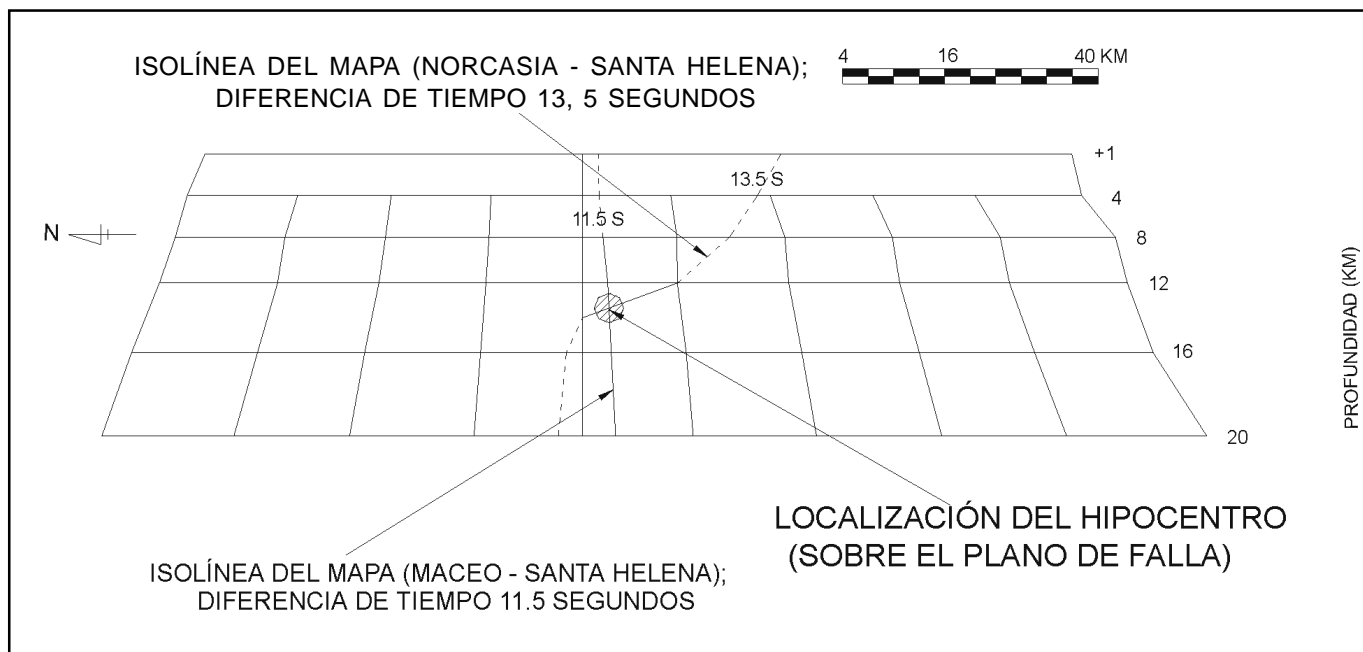 ISOLÍNEA DEL MAPA (NORCASIA - SANTA HELENA);
DIFERENCIA DE TIEMPO 13, 5 SEGUNDOS
4 16 40 KM
+1
13.5 S
4
11.5 S
N
8
12
16
20
PROFUNDIDAD (KM)
LOCALIZACIÓN DEL HIPOCENTRO
(SOBRE EL PLANO DE FALLA)
ISOLÍNEA DEL MAPA (MACEO - SANTA HELENA);
DIFERENCIA DE TIEMPO 11.5 SEGUNDOS